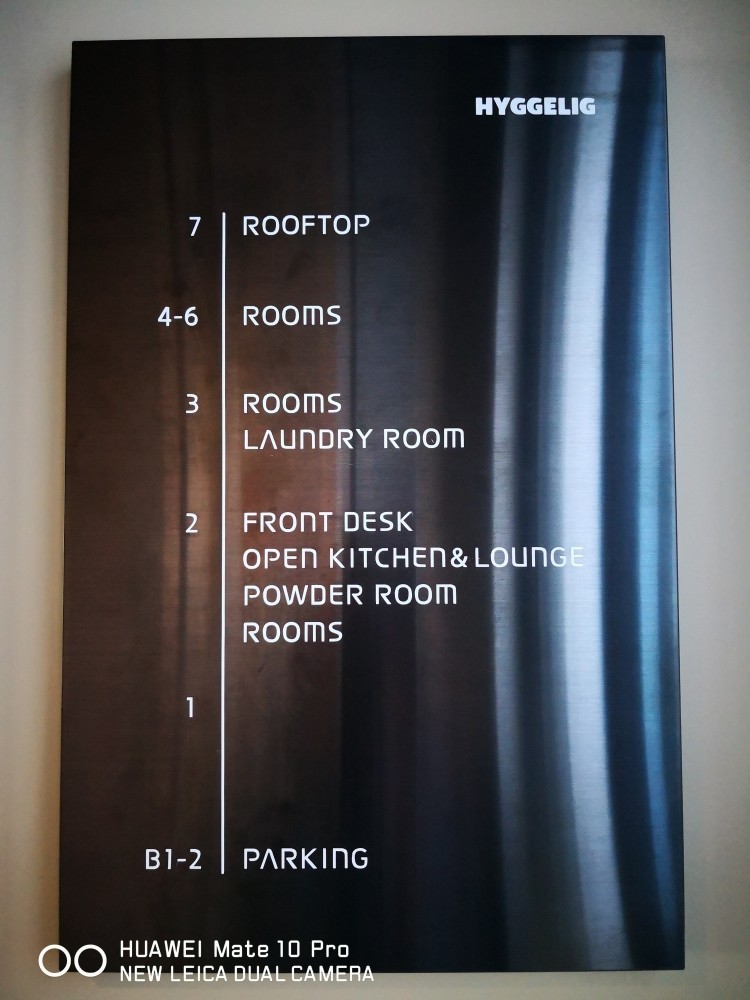 HYGGELIG
7 ROOFTOP
4-6 ROOMS
3 ROOMS
LAUNDRY ROOM
2 FRONT DESK
OPEN KITCHEN&LOUNGE
POWDER ROOM
ROOMS
1
B1-2 PARKING
HUAWEI Mate 10 Pro
NEW LEICA DUAL CAMERA